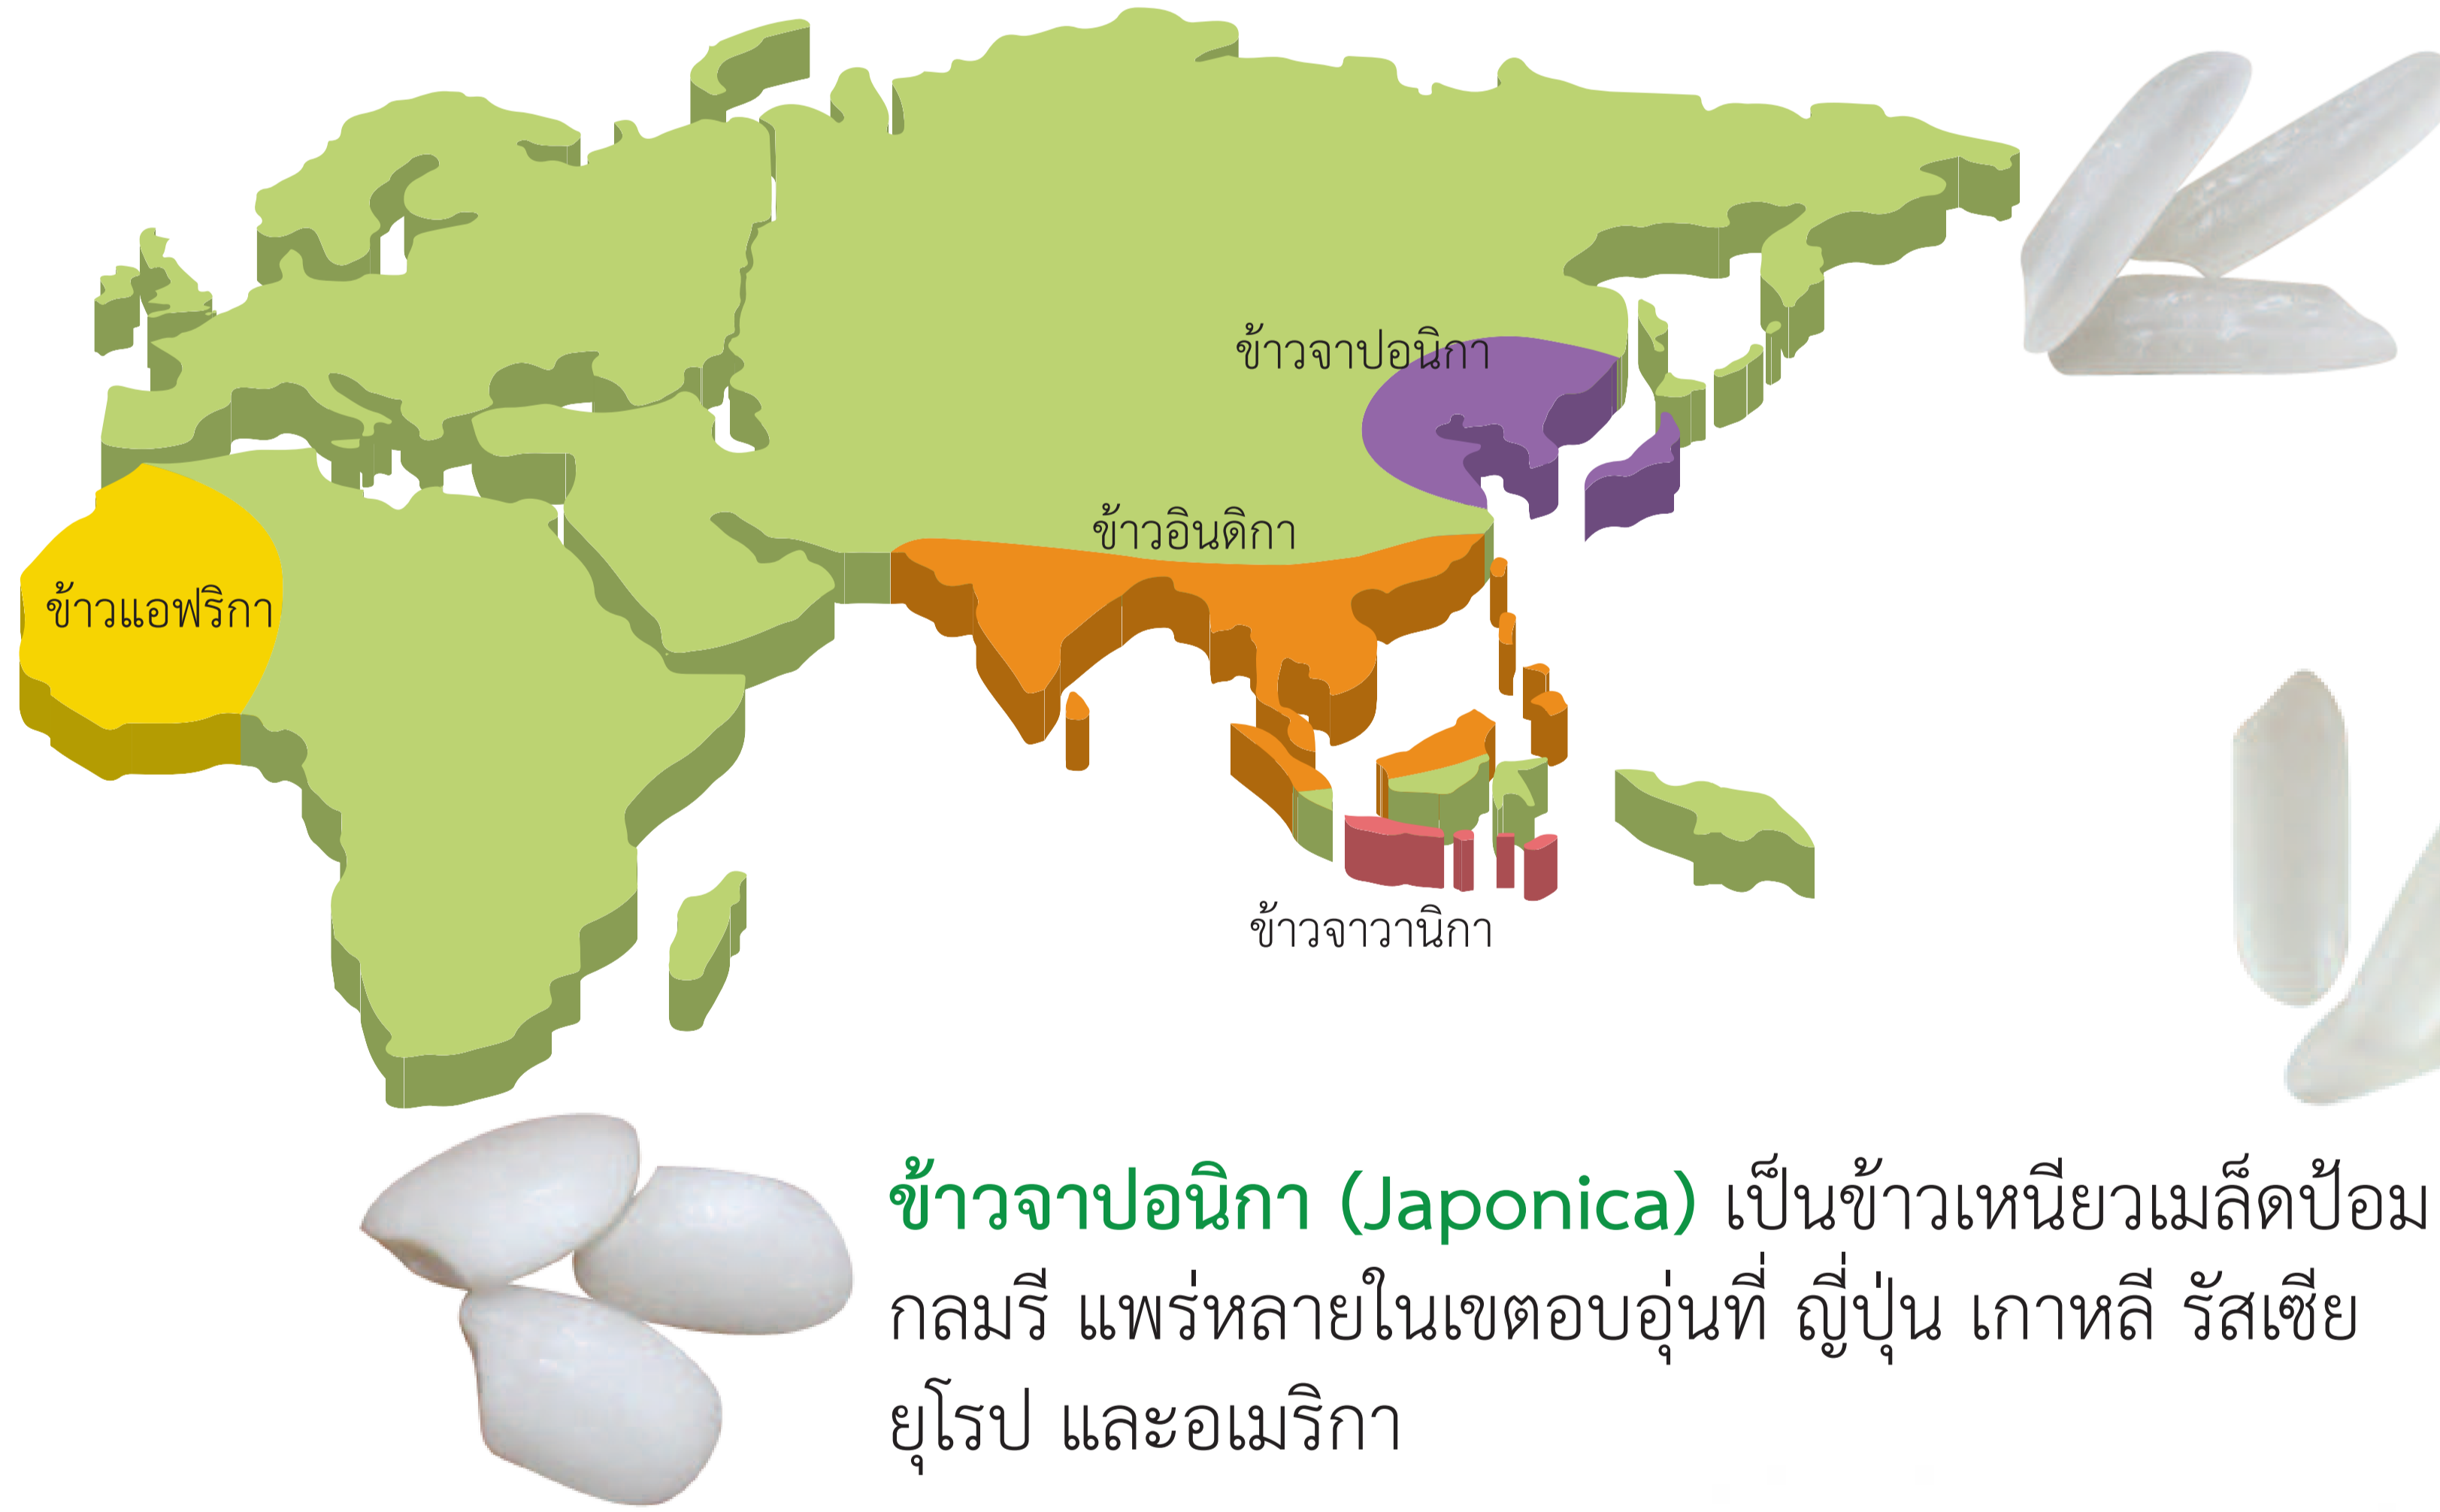 ข้าวจาปอนิกา
ข้าวอินดิกา
ข้าวแอฟริกา
ข้าวจาวานิกา
ข้าวจาปอนิกา (Japonica) เป็นข้าวเหนียวเมล็ดป้อม
กลมรี แพร่หลายในเขตอบอุ่นที่ ญี่ปุ่น เกาหลี รัสเซีย
ยุโรป และอเมริกา